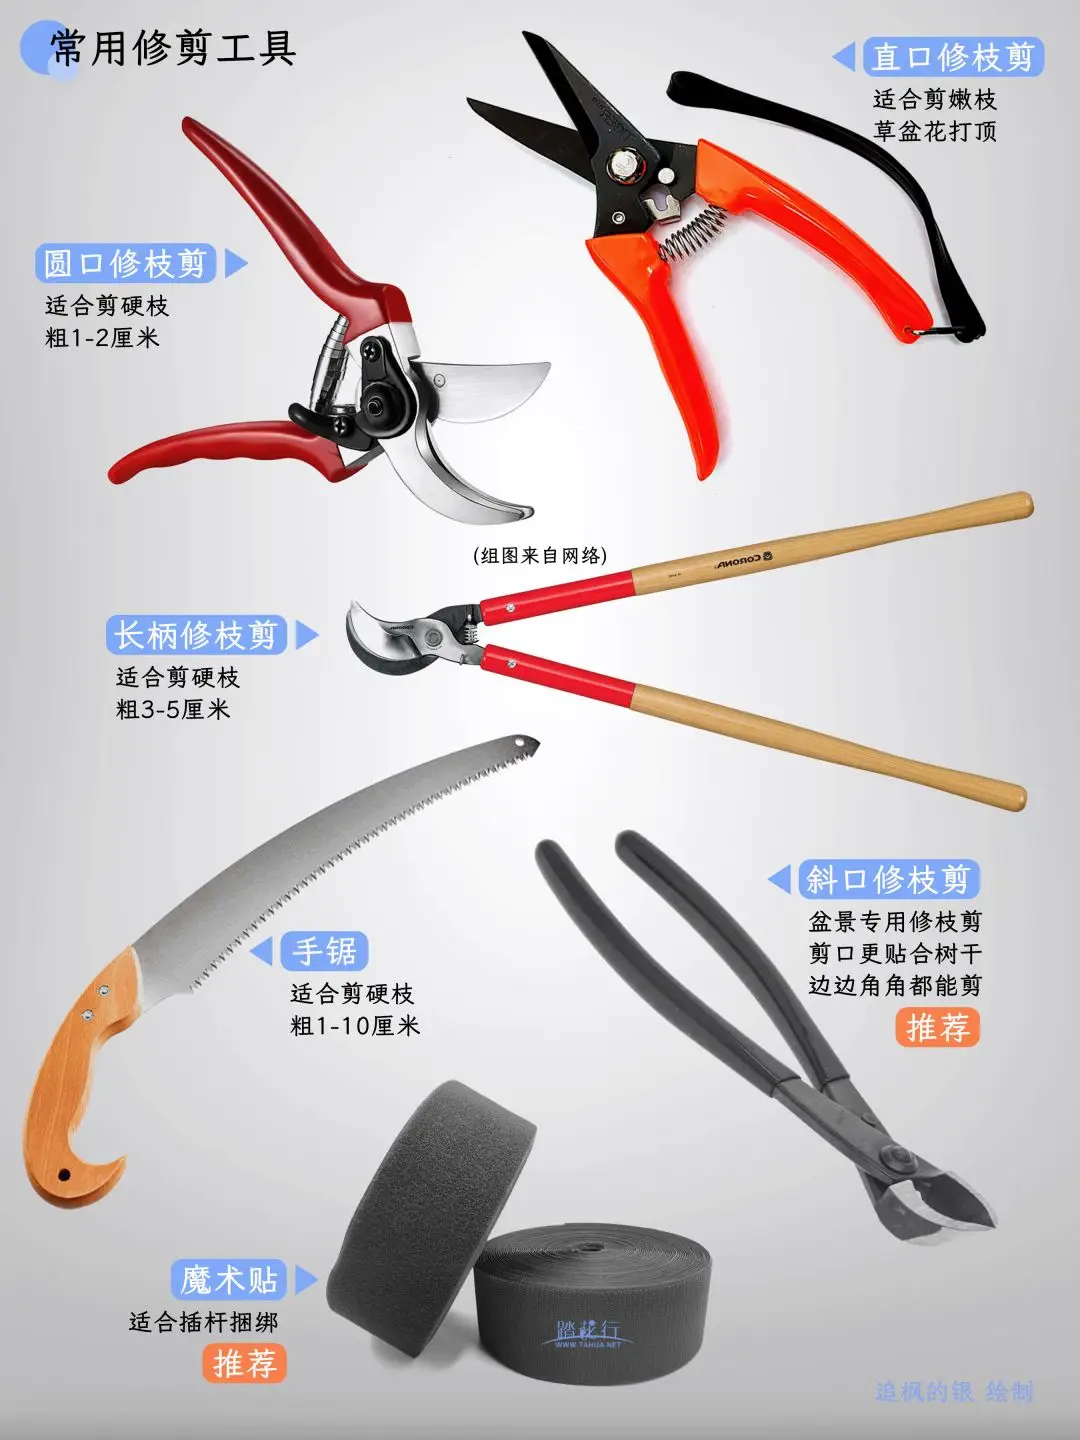 常用修剪工具
直口修枝剪
适合剪嫩枝
草盆花打顶
圆口修枝剪
适合剪硬枝
粗1-2厘米
(组图来自网络)
CORONA
长柄修枝剪
适合剪硬枝
粗3-5厘米
斜口修枝剪
盆景专用修枝剪
剪口更贴合树干
边边角角都能剪
推荐
手锯
适合剪硬枝
粗1-10厘米
魔术贴
适合插杆捆绑
推荐
踏花行
WWW.TAHUA.NET
追枫的银 绘制